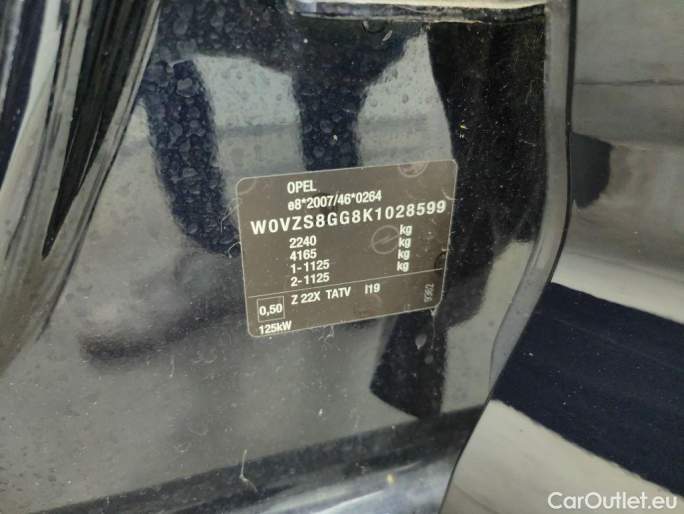 OPEL
e8*2007/46*0264
W0VZS8GG8K1028599
2240 kg
4165 kg
1-1125 kg
2-1125
0,50 Z 22X TATV I19
125kW
9362
CarOutlet.eu